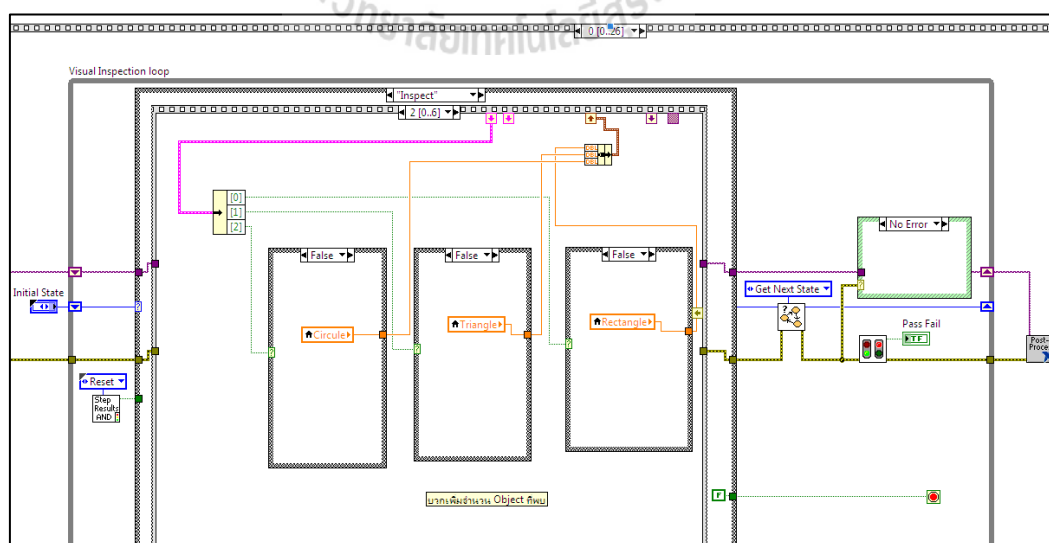 0 [0..26]
Visual Inspection loop
"Inspect"
2 [0..6]
[0]
[1]
[2]
False
False
False
No Error
Initial State
Get Next State
Circule
Triangle
Rectangle
Pass Fail
TF
Reset
Step
Results
AND
Post-
บวกเพิ่มจำนวน Object ที่พบ
F